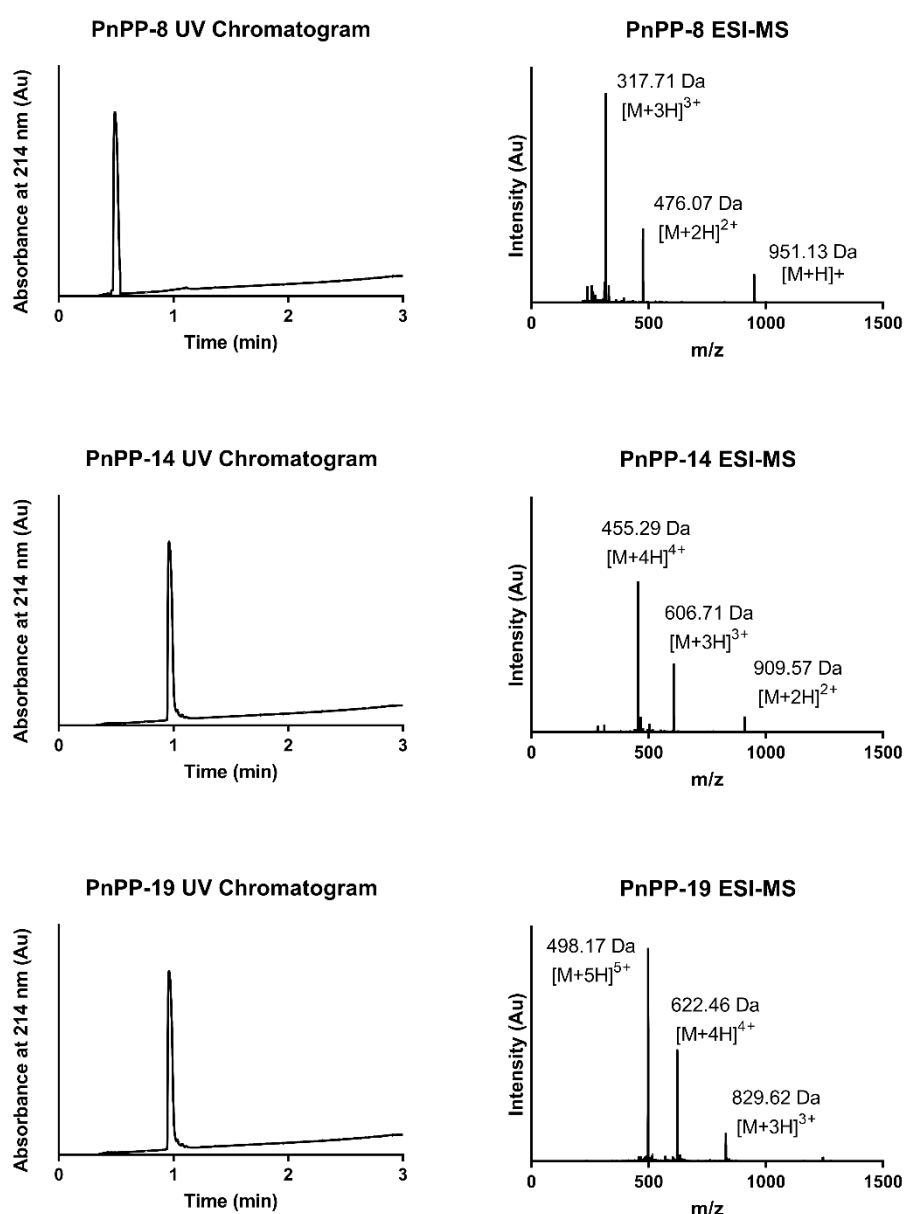 PnPP-8 UV Chromatogram
Absorbance at 214 nm (Au)
0 1 2 3
Time (min)
PnPP-8 ESI-MS
Intensity (Au)
317.71 Da
[M+3H]3+
476.07 Da
[M+2H]2+
951.13 Da
[M+H]+
0 500 1000 1500
m/z
PnPP-14 UV Chromatogram
Absorbance at 214 nm (Au)
0 1 2 3
Time (min)
PnPP-14 ESI-MS
Intensity (Au)
455.29 Da
[M+4H]4+
606.71 Da
[M+3H]3+
909.57 Da
[M+2H]2+
0 500 1000 1500
m/z
PnPP-19 UV Chromatogram
Absorbance at 214 nm (Au)
0 1 2 3
Time (min)
PnPP-19 ESI-MS
Intensity (Au)
498.17 Da
[M+5H]5+
622.46 Da
[M+4H]4+
829.62 Da
[M+3H]3+
0 500 1000 1500
m/z